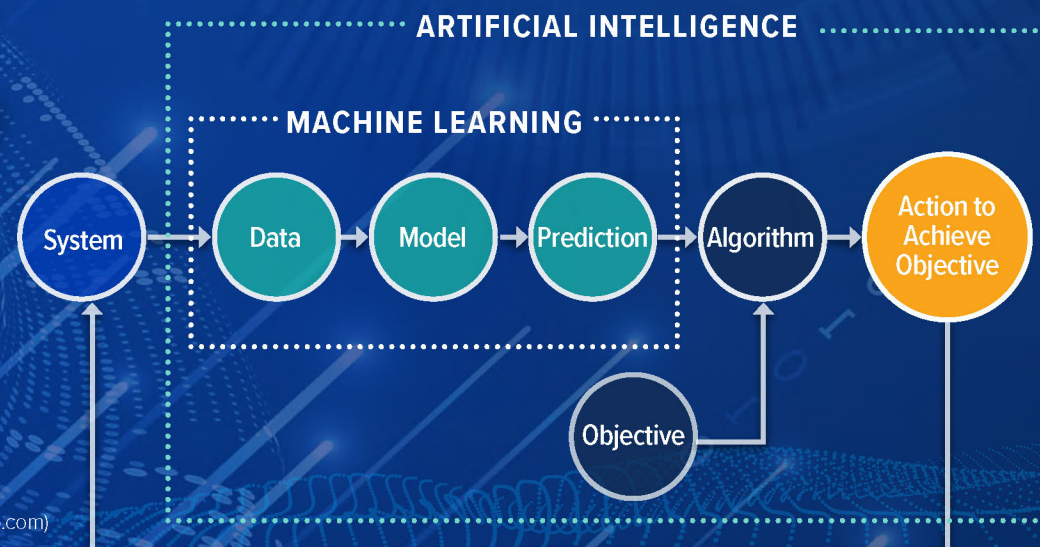 ARTIFICIAL INTELLIGENCE
MACHINE LEARNING
System
Data
Model
Prediction
Algorithm
Action to
Achieve
Objective
Objective
.com)